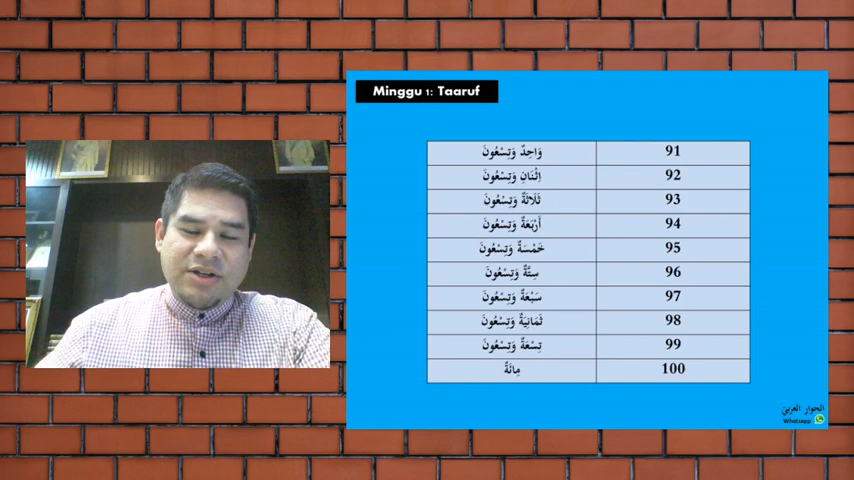 Minggu 1: Taaruf
وَاحِدٌ وَتِسْعُونَ 91
اِثْنَانِ وَتِسْعُونَ 92
ثَلَاثَةٌ وَتِسْعُونَ 93
أَرْبَعَةٌ وَتِسْعُونَ 94
خَمْسَةٌ وَتِسْعُونَ 95
سِتَّةٌ وَتِسْعُونَ 96
سَبْعَةٌ وَتِسْعُونَ 97
ثَمَانِيَةٌ وَتِسْعُونَ 98
تِسْعَةٌ وَتِسْعُونَ 99
مِائَةٌ 100
الحوار العربيّ
Whatsapp